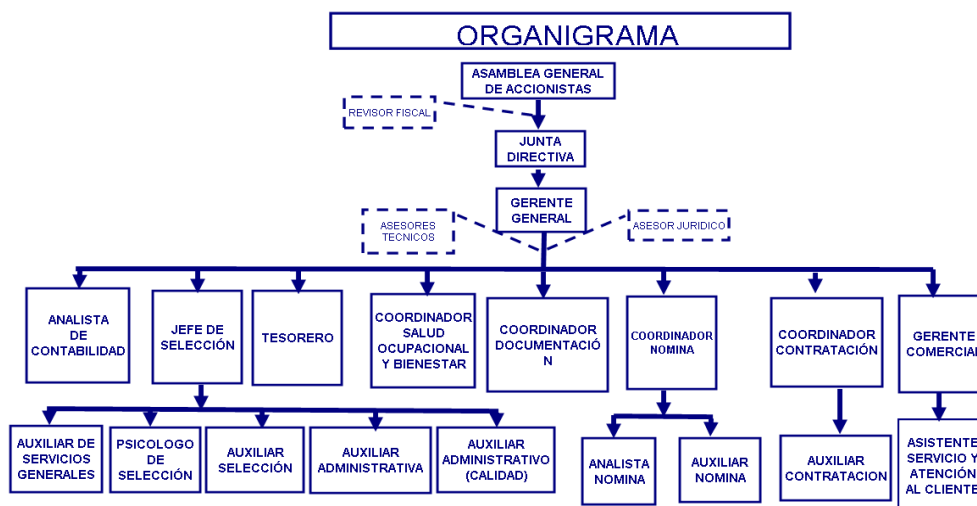 ORGANIGRAMA
ASAMBLEA GENERAL
DE ACCIONISTAS
REVISOR FISCAL
JUNTA
DIRECTIVA
GERENTE
GENERAL
ASESORES
TECNICOS
ASESOR JURIDICO
ANALISTA
DE
CONTABILIDAD
JEFE DE
SELECCIÓN
TESORERO
COORDINADOR
SALUD
OCUPACIONAL
Y BIENESTAR
COORDINADOR
DOCUMENTACIÓ
N
COORDINADOR
NOMINA
COORDINADOR
CONTRATACIÓN
GERENTE
COMERCIAL
AUXILIAR DE
SERVICIOS
GENERALES
PSICOLOGO
DE
SELECCIÓN
AUXILIAR
SELECCIÓN
AUXILIAR
ADMINISTRATIVA
AUXILIAR
ADMINISTRATIVO
(CALIDAD)
ANALISTA
NOMINA
AUXILIAR
NOMINA
AUXILIAR
CONTRATACION
ASISTENTE
SERVICIO Y
ATENCIÓN
AL CLIENTE